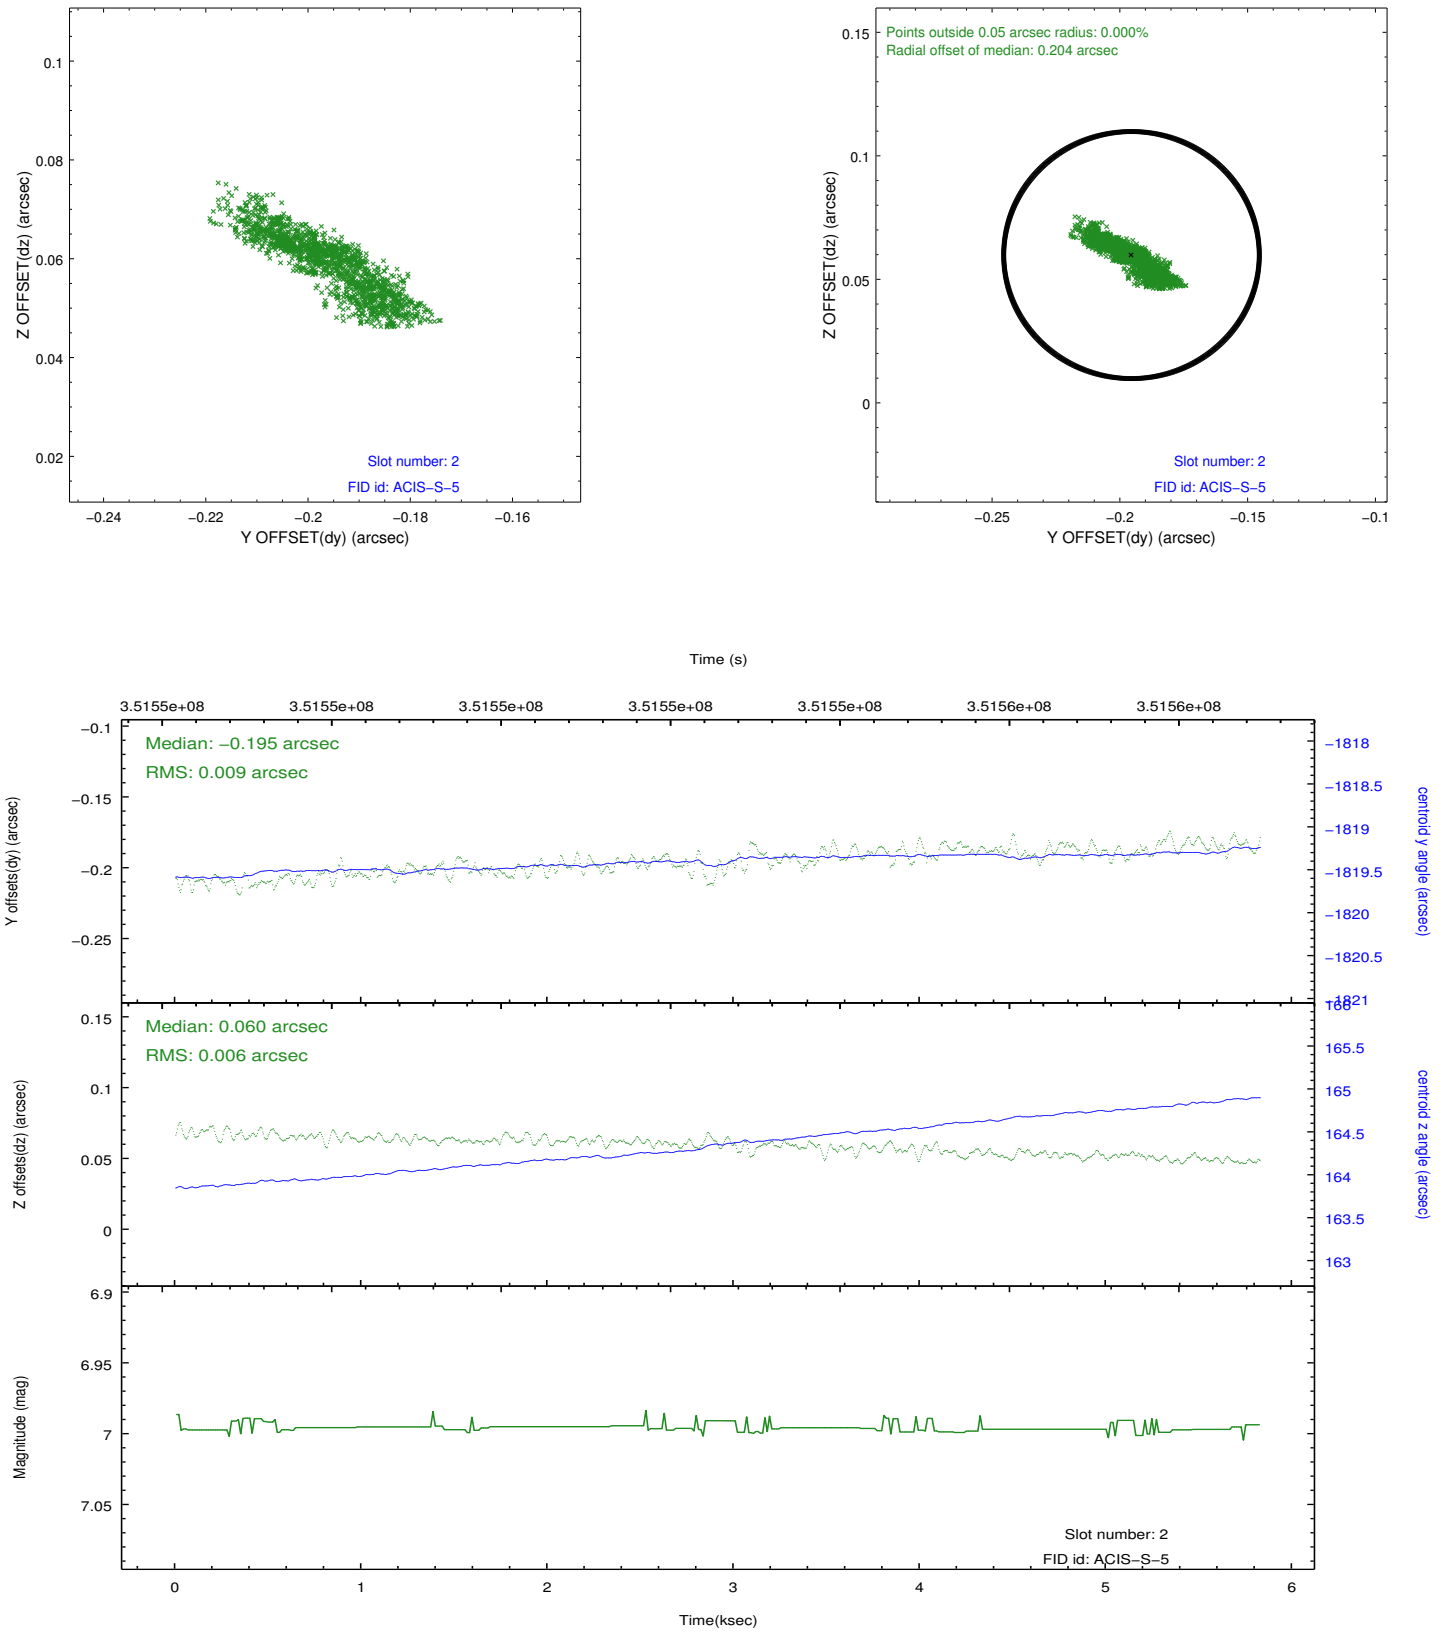 0.1
0.08
0.06
0.04
0.02
Z OFFSET(dz) (arcsec)
Slot number: 2
FID id: ACIS−S−5
−0.24 −0.22 −0.2 −0.18 −0.16
Y OFFSET(dy) (arcsec)
Points outside 0.05 arcsec radius: 0.000%
Radial offset of median: 0.204 arcsec
0.15
0.1
0.05
0
Z OFFSET(dz) (arcsec)
Slot number: 2
FID id: ACIS−S−5
−0.25 −0.2 −0.15 −0.1
Y OFFSET(dy) (arcsec)
Time (s)
3.5155e+08 3.5155e+08 3.5155e+08 3.5155e+08 3.5155e+08 3.5156e+08 3.5156e+08
Median: −0.195 arcsec
RMS: 0.009 arcsec
−0.1
−0.15
−0.2
−0.25
Y offsets(dy) (arcsec)
−1818
−1818.5
−1819
−1819.5
−1820
−1820.5
−1821
centroid y angle (arcsec)
Median: 0.060 arcsec
RMS: 0.006 arcsec
0.15
0.1
0.05
0
Z offsets(dz) (arcsec)
166
165.5
165
164.5
164
163.5
163
centroid z angle (arcsec)
6.9
6.95
7
7.05
Magnitude (mag)
Slot number: 2
FID id: ACIS−S−5
0 1 2 3 4 5 6
Time(ksec)